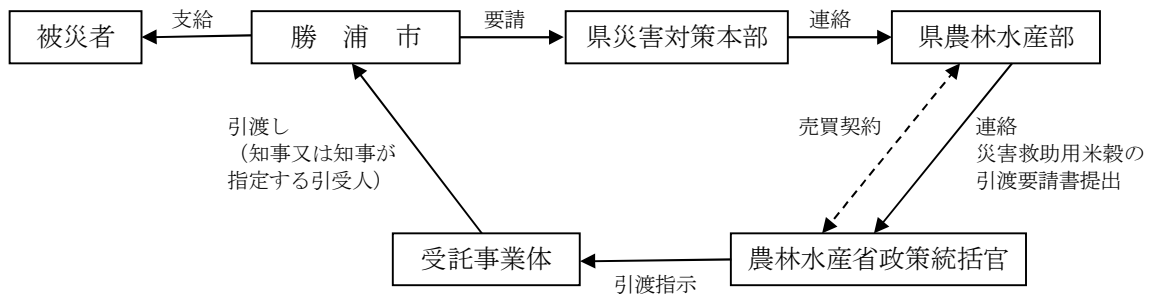 支給
要請
連絡
被災者
勝 浦 市
県災害対策本部
県農林水産部
引渡し
（知事又は知事が
指定する引受人）
売買契約
連絡
災害救助用米穀の
引渡要請書提出
受託事業体
農林水産省政策統括官
引渡指示